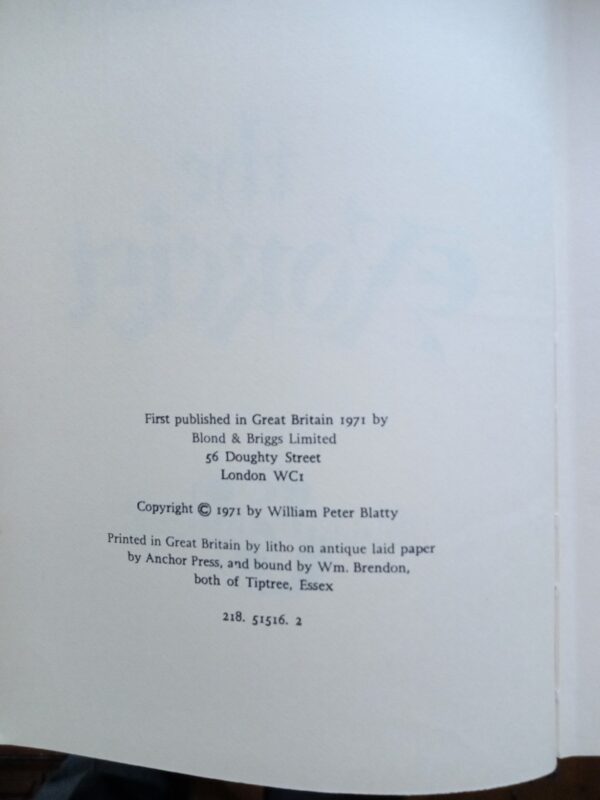 the
Exorcist
First published in Great Britain 1971 by
Blond & Briggs Limited
56 Doughty Street
London WC1
Copyright © 1971 by William Peter Blatty
Printed in Great Britain by litho on antique laid paper
by Anchor Press, and bound by Wm. Brendon,
both of Tiptree, Essex
218. 51516. 2